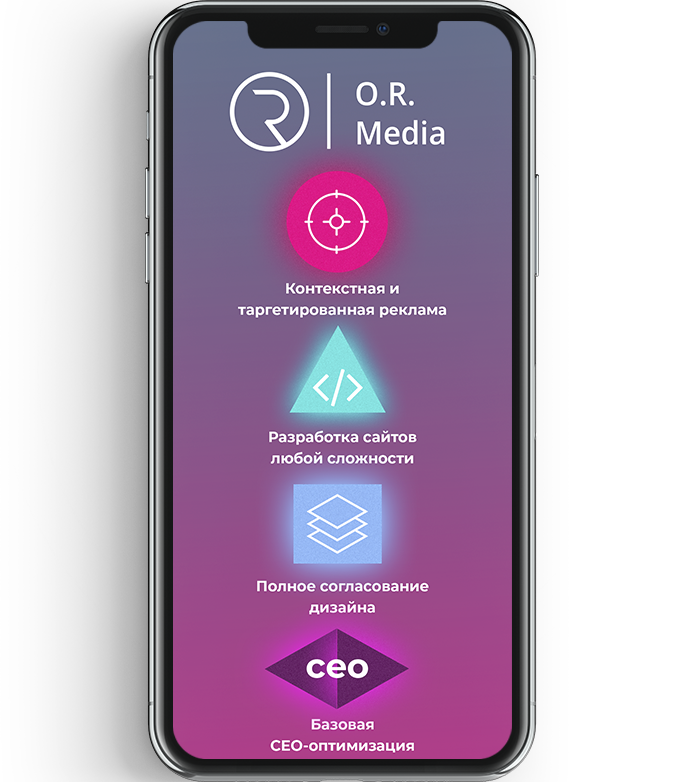 O.R.
Media
Контекстная и
таргетированная реклама
</>
Разработка сайтов
любой сложности
Полное согласование
дизайна
ceo
Базовая
СЕО-оптимизация